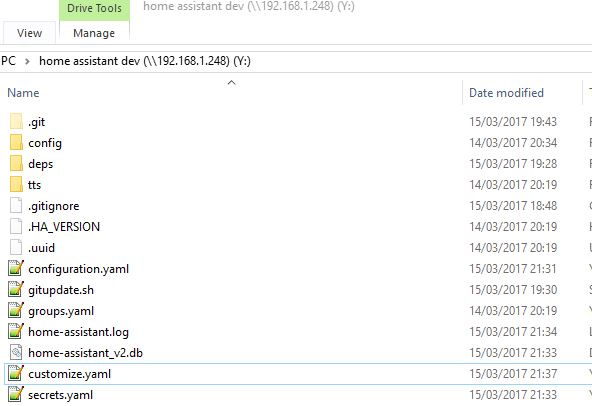 Drive Tools home assistant dev (\\192.168.1.248) (Y:)
View Manage
PC > home assistant dev (\\192.168.1.248) (Y:)
Name Date modified
.git 15/03/2017 19:43
config 14/03/2017 20:34
deps 15/03/2017 19:28
tts 14/03/2017 20:19
.gitignore 15/03/2017 18:48
.HA_VERSION 14/03/2017 20:19
.uuid 14/03/2017 20:19
configuration.yaml 15/03/2017 21:31
gitupdate.sh 15/03/2017 19:30
groups.yaml 14/03/2017 20:19
home-assistant.log 15/03/2017 21:34
home-assistant_v2.db 15/03/2017 21:33
customize.yaml 15/03/2017 21:37
secrets.yaml 15/03/2017 21:33